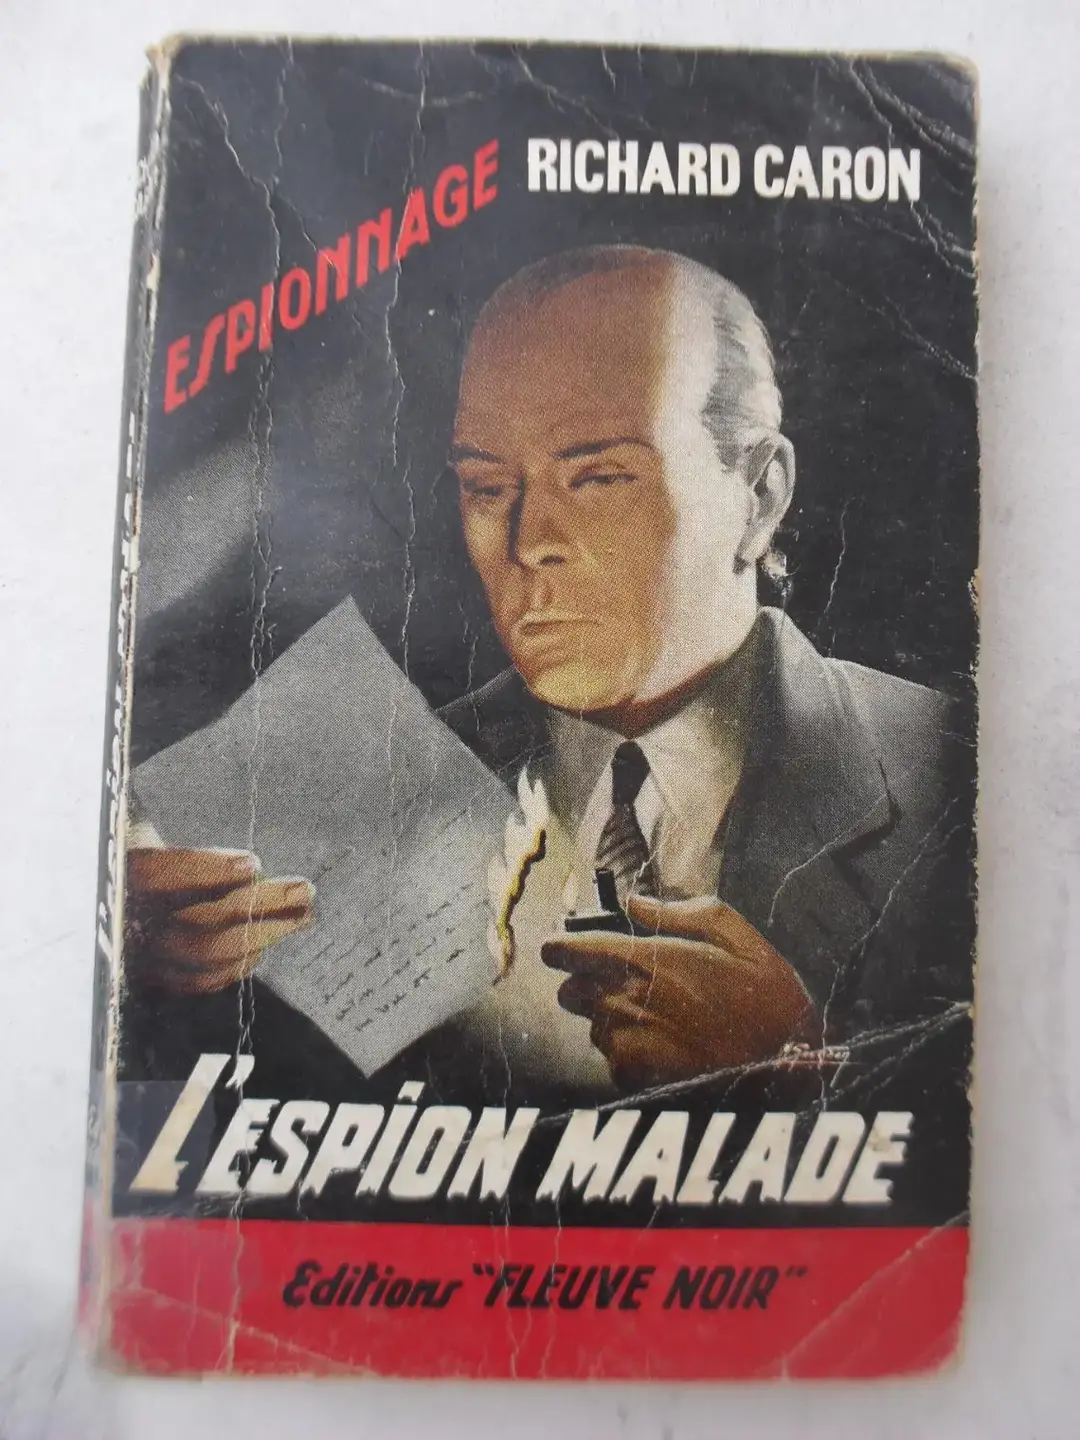 RICHARD CARON
ESPIONNAGE
L'ESPION MALADE
Editions "FLEUVE NOIR"